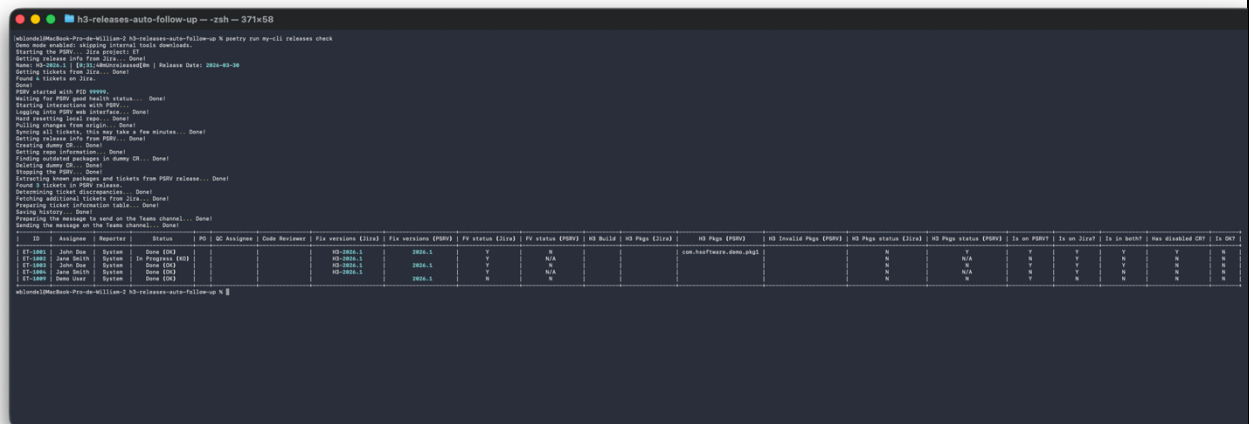 h3-releases-auto-follow-up — -zsh — 371×58
wblondel@MacBook-Pro-de-William-2 h3-releases-auto-follow-up % poetry run my-cli releases check
Demo mode enabled: skipping internal tools downloads.
Starting the PSRV... Jira project: ET
Getting release info from Jira... Done!
Name: H3-2026.1 | [0;31;40mUnreleased[0m | Release Date: 2026-03-30
Getting tickets from Jira... Done!
Found 4 tickets on Jira.
Done!
PSRV started with PID 99999.
Waiting for PSRV good health status... Done!
Starting interactions with PSRV...
Logging into PSRV web interface... Done!
Hard resetting local repo... Done!
Pulling changes from origin... Done!
Syncing all tickets, this may take a few minutes... Done!
Getting release info from PSRV... Done!
Creating dummy CR... Done!
Getting repo information... Done!
Finding outdated packages in dummy CR... Done!
Deleting dummy CR... Done!
Stopping the PSRV... Done!
Extracting known packages and tickets from PSRV release... Done!
Found 3 tickets in PSRV release.
Determining ticket discrepancies... Done!
Fetching additional tickets from Jira... Done!
Preparing ticket information table... Done!
Saving history... Done!
Preparing the message to send on the Teams channel... Done!
Sending the message on the Teams channel... Done!
| ID | Assignee | Reporter | Status | PO | QC Assignee | Code Reviewer | Fix versions (Jira) | Fix versions (PSRV) | FV status (Jira) | FV status (PSRV) | H3 Build | H3 Pkgs (Jira) | H3 Pkgs (PSRV) | H3 Invalid Pkgs (PSRV) | H3 Pkgs status (Jira) | H3 Pkgs status (PSRV) | Is on PSRV? | Is on Jira? | Is in both? | Has disabled CR? | Is OK? |
| ET-1001 | John Doe | System | Done (OK) | | | | H3-2026.1 | 2026.1 | Y | N | | | com.hsoftware.demo.pkg1 | | N | Y | Y | Y | Y | Y | N |
| ET-1002 | Jane Smith | System | In Progress (KO) | | | | H3-2026.1 | | Y | N/A | | | | | N | N/A | N | Y | N | N | N |
| ET-1003 | John Doe | System | Done (OK) | | | | H3-2026.1 | 2026.1 | Y | N | | | | | N | N | Y | Y | Y | N | N |
| ET-1004 | Jane Smith | System | Done (OK) | | | | H3-2026.1 | | Y | N/A | | | | | N | N/A | N | Y | N | N | N |
| ET-1009 | Demo User | System | Done (OK) | | | | | 2026.1 | N | N | | | | | N | N | Y | N | N | N | N |
wblondel@MacBook-Pro-de-William-2 h3-releases-auto-follow-up %